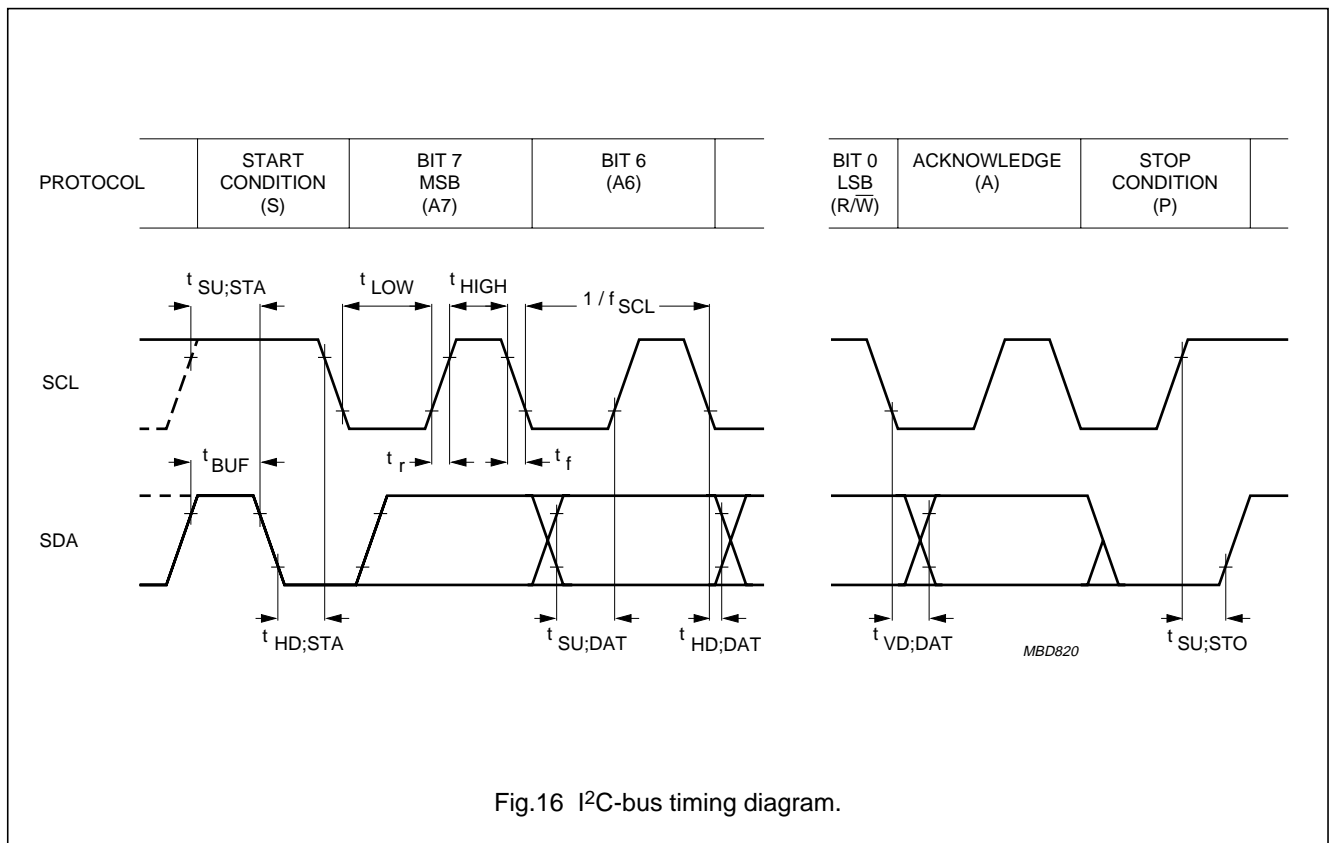 PROTOCOL
START
CONDITION
(S)
BIT 7
MSB
(A7)
BIT 6
(A6)
BIT 0
LSB
(R/W̅)
ACKNOWLEDGE
(A)
STOP
CONDITION
(P)
t SU;STA
t LOW
t HIGH
1 / f SCL
SCL
t BUF
t r
t f
SDA
t HD;STA
t SU;DAT
t HD;DAT
t VD;DAT
MBD820
t SU;STO
Fig.16 I²C-bus timing diagram.